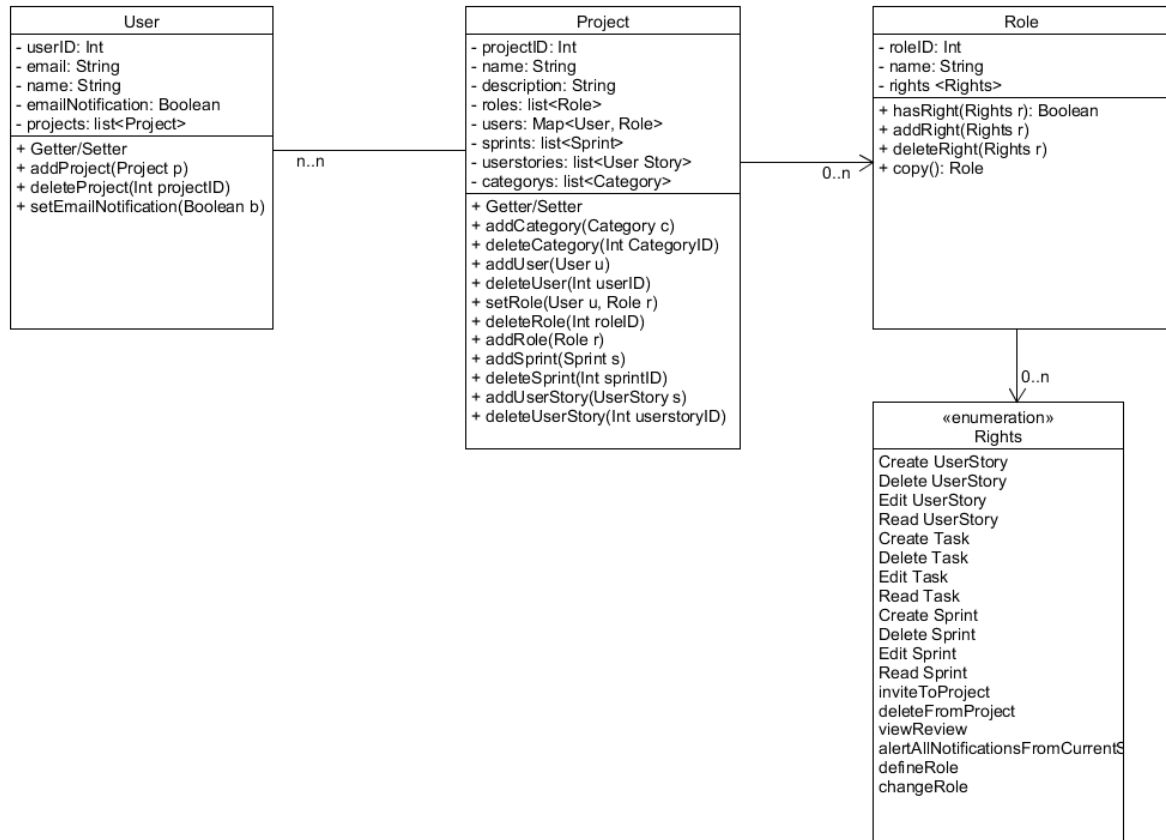 User
- userID: Int
- email: String
- name: String
- emailNotification: Boolean
- projects: list<Project>
+ Getter/Setter
+ addProject(Project p)
+ deleteProject(Int projectID)
+ setEmailNotification(Boolean b)
n..n
Project
- projectID: Int
- name: String
- description: String
- roles: list<Role>
- users: Map<User, Role>
- sprints: list<Sprint>
- userstories: list<User Story>
- categorys: list<Category>
+ Getter/Setter
+ addCategory(Category c)
+ deleteCategory(Int CategoryID)
+ addUser(User u)
+ deleteUser(Int userID)
+ setRole(User u, Role r)
+ deleteRole(Int roleID)
+ addRole(Role r)
+ addSprint(Sprint s)
+ deleteSprint(Int sprintID)
+ addUserStory(UserStory s)
+ deleteUserStory(Int userstoryID)
0..n
Role
- roleID: Int
- name: String
- rights <Rights>
+ hasRight(Rights r): Boolean
+ addRight(Rights r)
+ deleteRight(Rights r)
+ copy(): Role
0..n
«enumeration»
Rights
Create UserStory
Delete UserStory
Edit UserStory
Read UserStory
Create Task
Delete Task
Edit Task
Read Task
Create Sprint
Delete Sprint
Edit Sprint
Read Sprint
inviteToProject
deleteFromProject
viewReview
alertAllNotificationsFromCurrentS
defineRole
changeRole